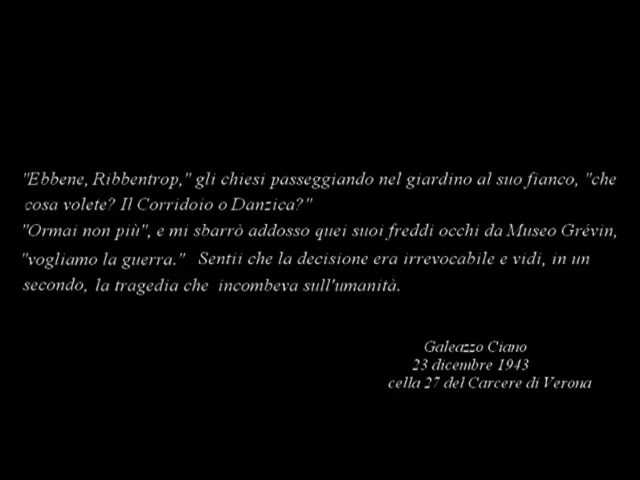 "Ebbene, Ribbentrop," gli chiesi passeggiando nel giardino al suo fianco, "che
cosa volete? Il Corridoio o Danzica?"
"Ormai non più", e mi sbarrò addosso quei suoi freddi occhi da Museo Grévin,
"vogliamo la guerra." Sentii che la decisione era irrevocabile e vidi, in un
secondo, la tragedia che incombeva sull'umanità.
Galeazzo Ciano
23 dicembre 1943
cella 27 del Carcere di Verona